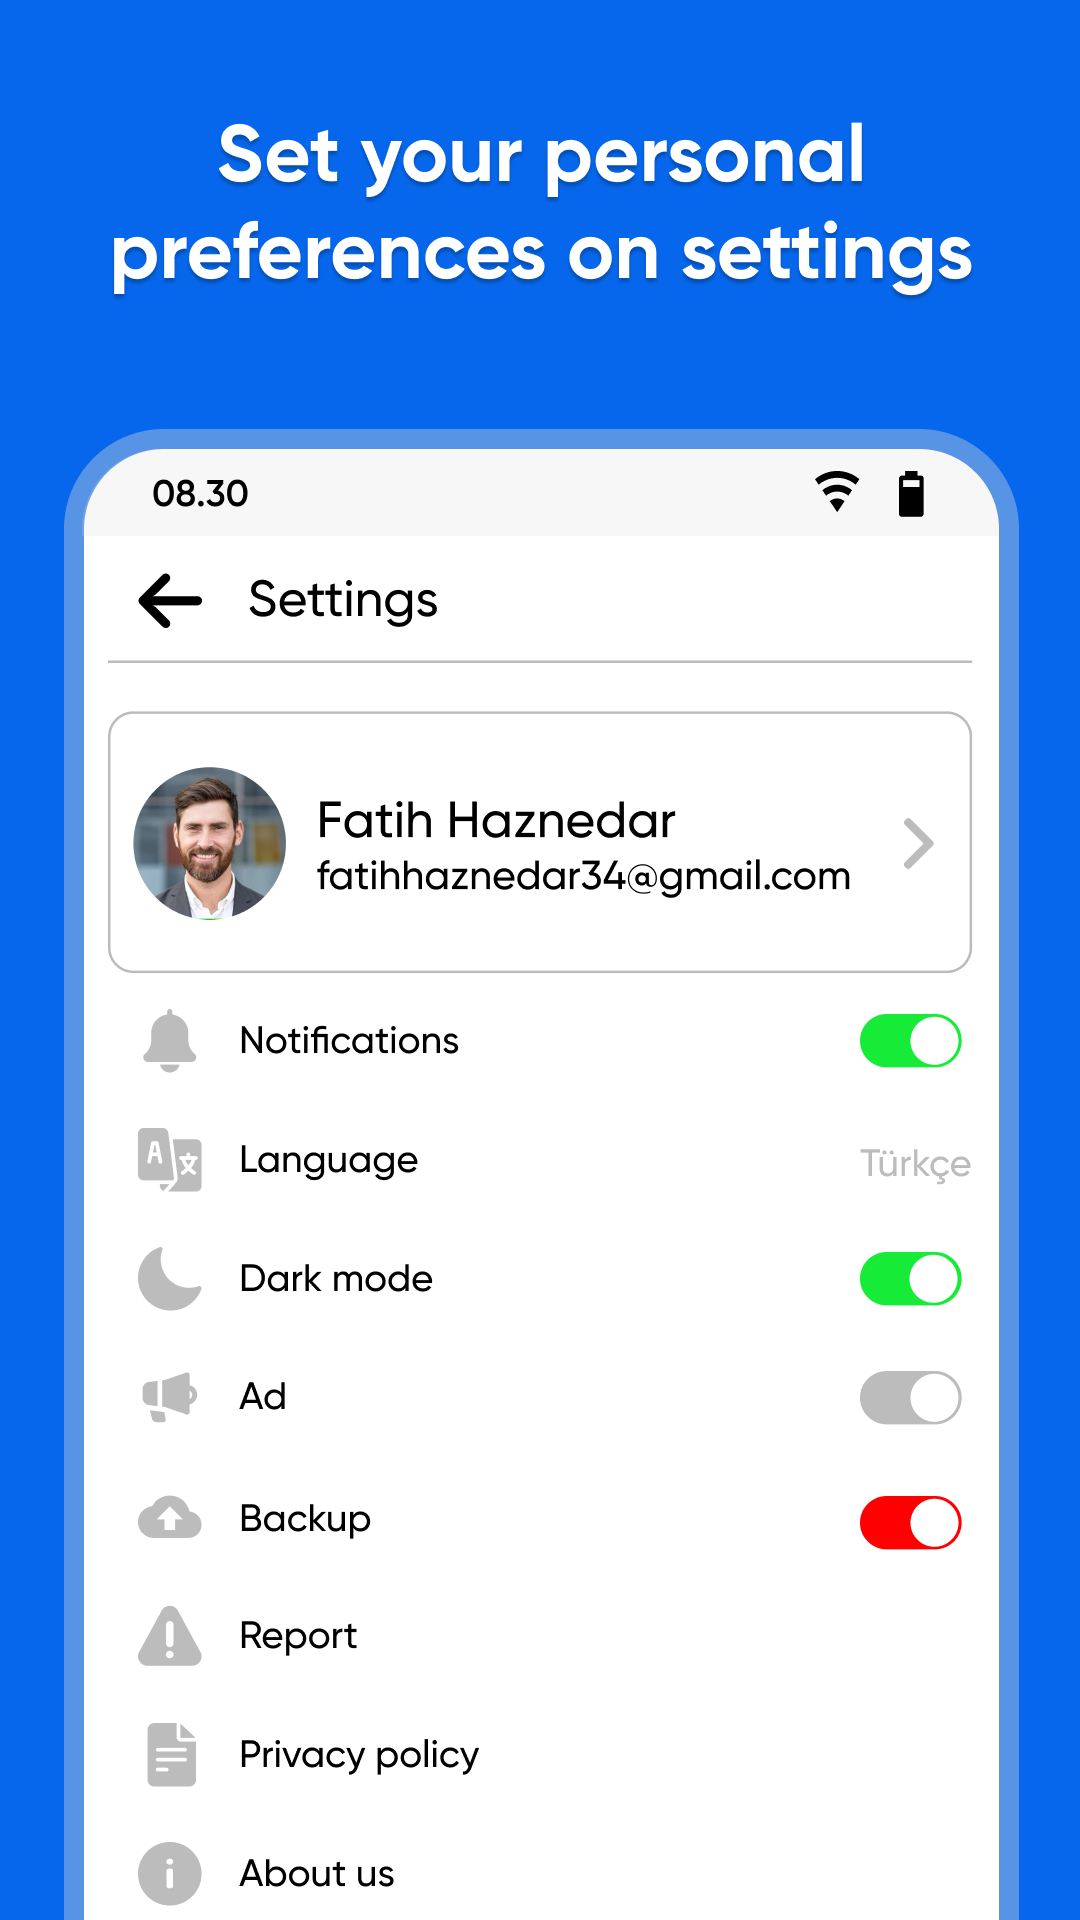 Set your personal
preferences on settings
08.30
Settings
Fatih Haznedar
fatihhaznedar34@gmail.com
Notifications
Language
Türkçe
Dark mode
Ad
Backup
Report
Privacy policy
About us